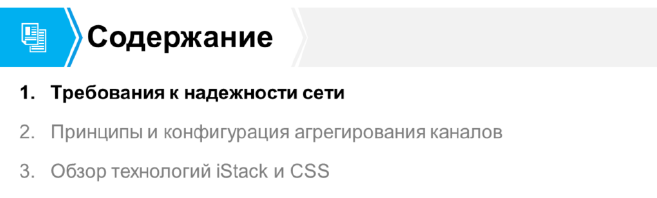 Содержание
1. Требования к надежности сети
2. Принципы и конфигурация агрегирования каналов
3. Обзор технологий iStack и CSS